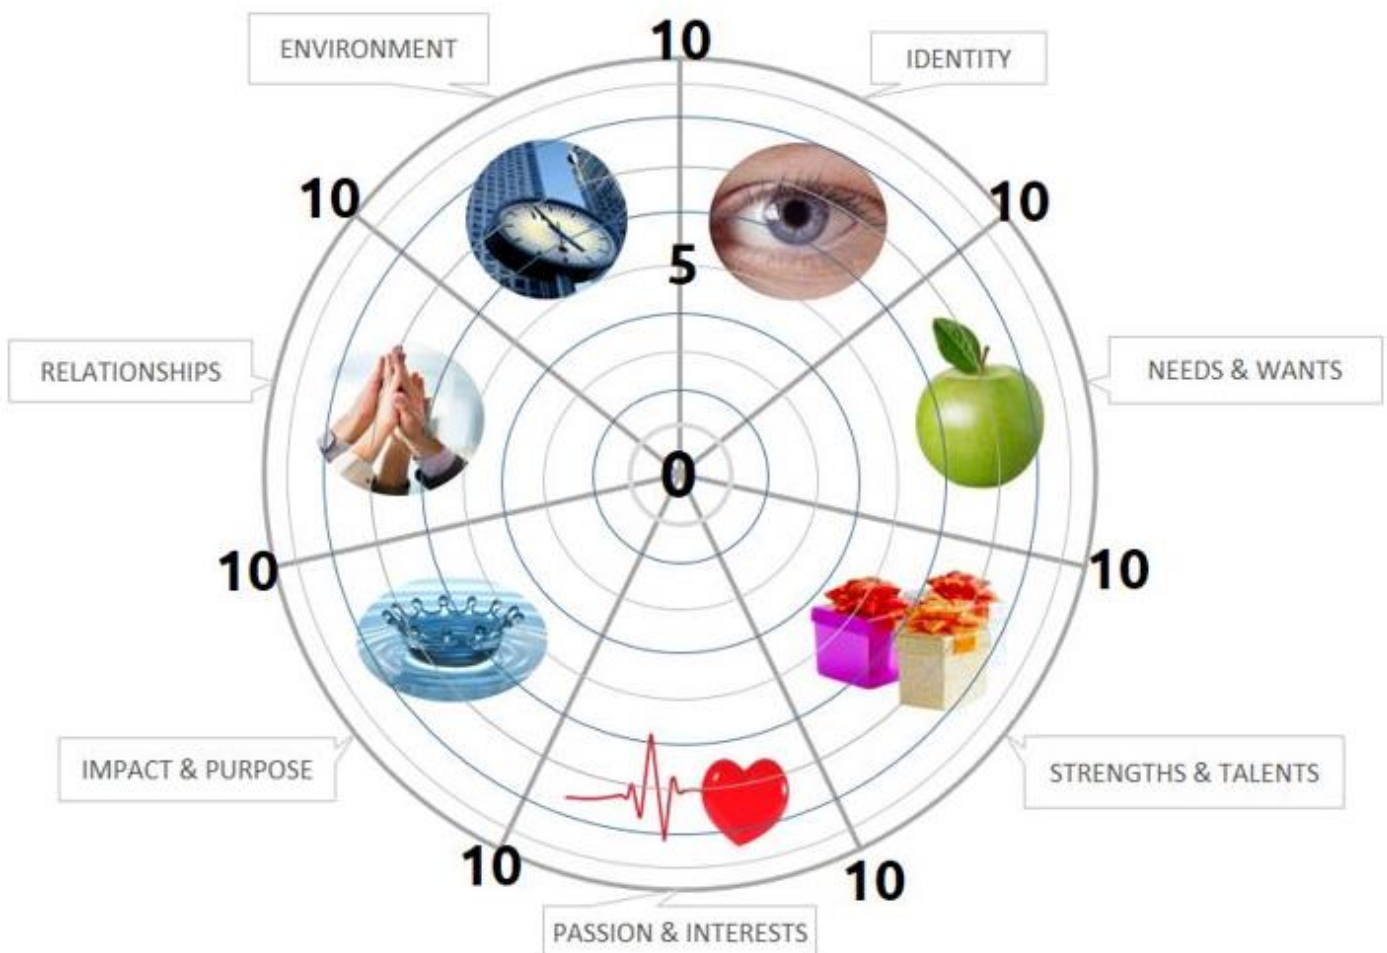 10
ENVIRONMENT
IDENTITY
10
10
5
RELATIONSHIPS
NEEDS & WANTS
0
10
10
IMPACT & PURPOSE
STRENGTHS & TALENTS
10
10
PASSION & INTERESTS